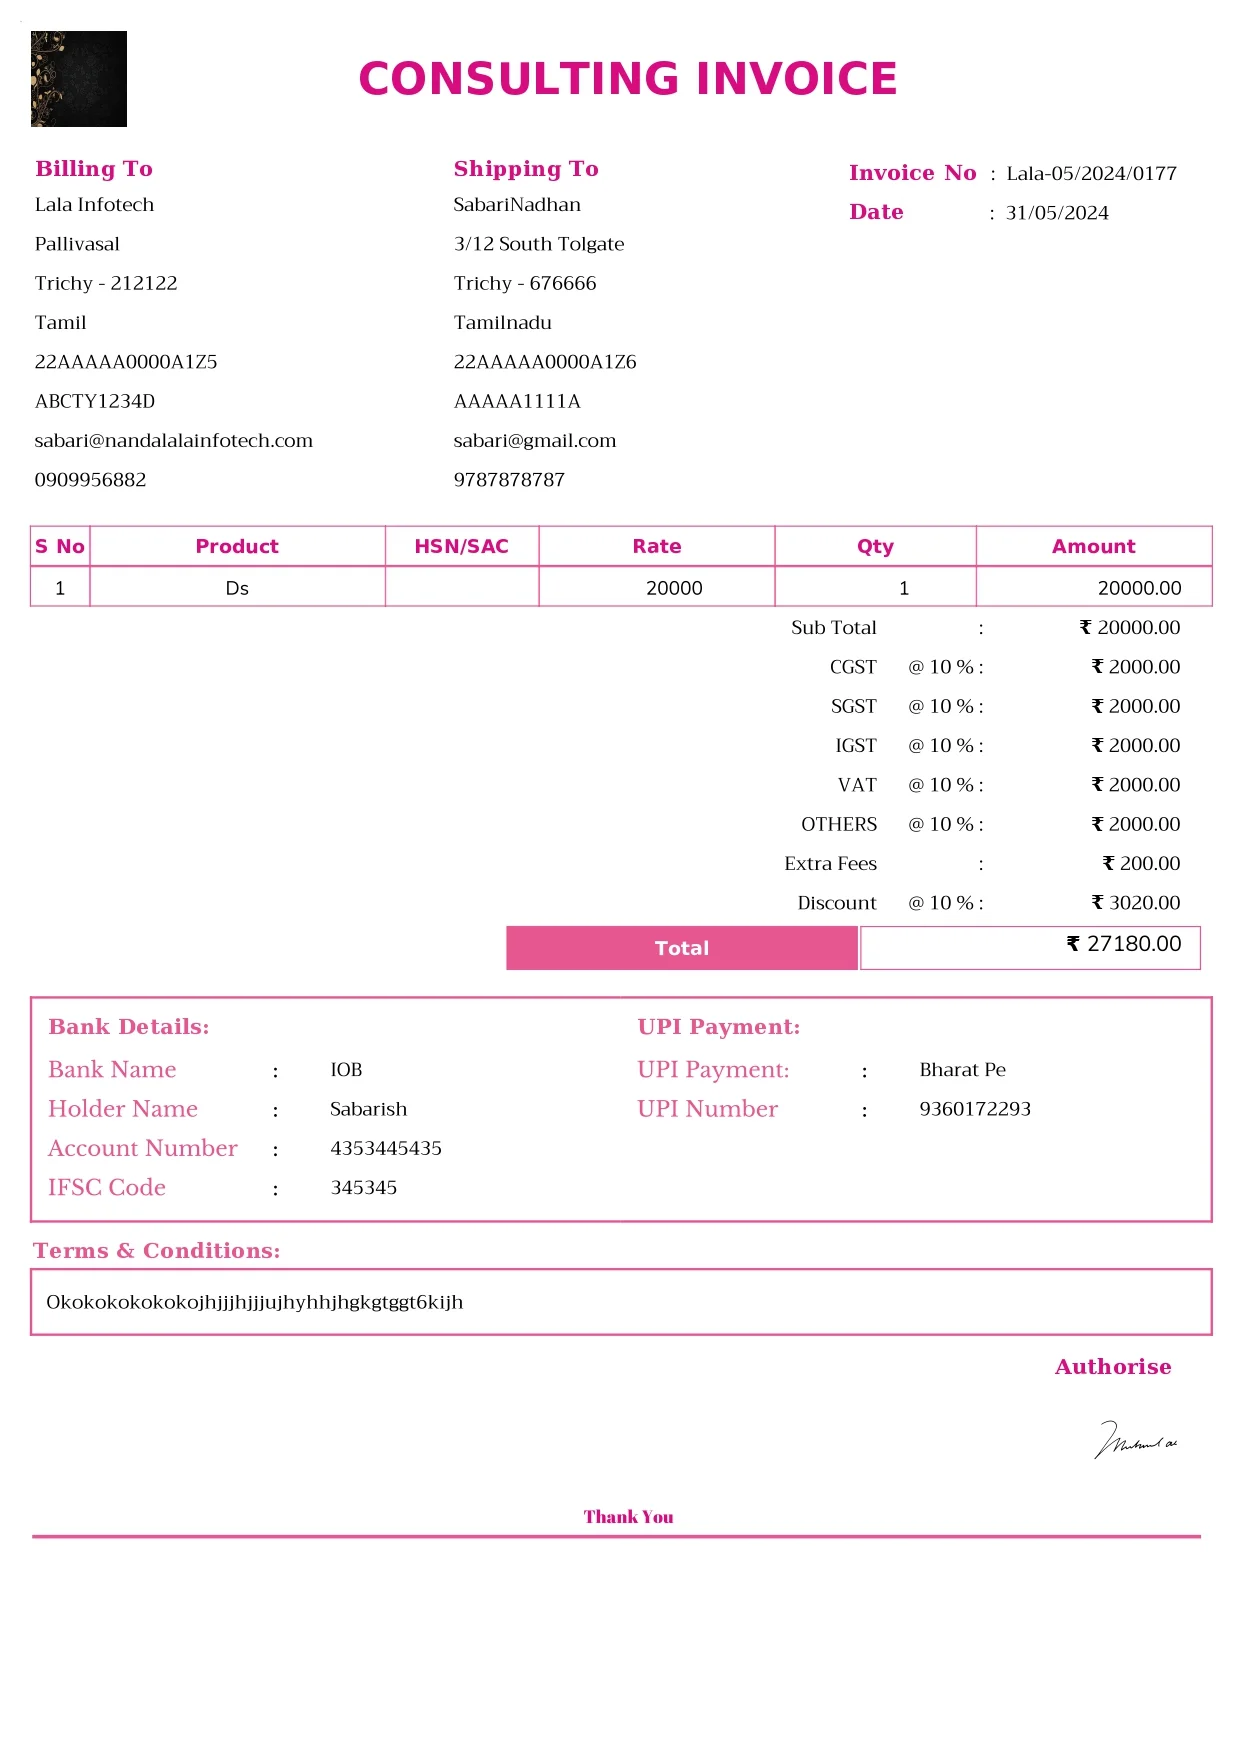 CONSULTING INVOICE
Billing To
Lala Infotech
Pallivasal
Trichy - 212122
Tamil
22AAAAA0000A1Z5
ABCTY1234D
sabari@nandalalainfotech.com
0909956882
Shipping To
SabariNadhan
3/12 South Tolgate
Trichy - 676666
Tamilnadu
22AAAAA0000A1Z6
AAAAA1111A
sabari@gmail.com
9787878787
Invoice No : Lala-05/2024/0177
Date : 31/05/2024
S No Product HSN/SAC Rate Qty Amount
1 Ds 20000 1 20000.00
Sub Total : ₹ 20000.00
CGST @ 10 % : ₹ 2000.00
SGST @ 10 % : ₹ 2000.00
IGST @ 10 % : ₹ 2000.00
VAT @ 10 % : ₹ 2000.00
OTHERS @ 10 % : ₹ 2000.00
Extra Fees : ₹ 200.00
Discount @ 10 % : ₹ 3020.00
Total ₹ 27180.00
Bank Details:
Bank Name : IOB
Holder Name : Sabarish
Account Number : 4353445435
IFSC Code : 345345
UPI Payment:
UPI Payment: : Bharat Pe
UPI Number : 9360172293
Terms & Conditions:
Okokokokokokojhjjjhjjjujhyhhjhgkgtggt6kijh
Authorise
Thank You